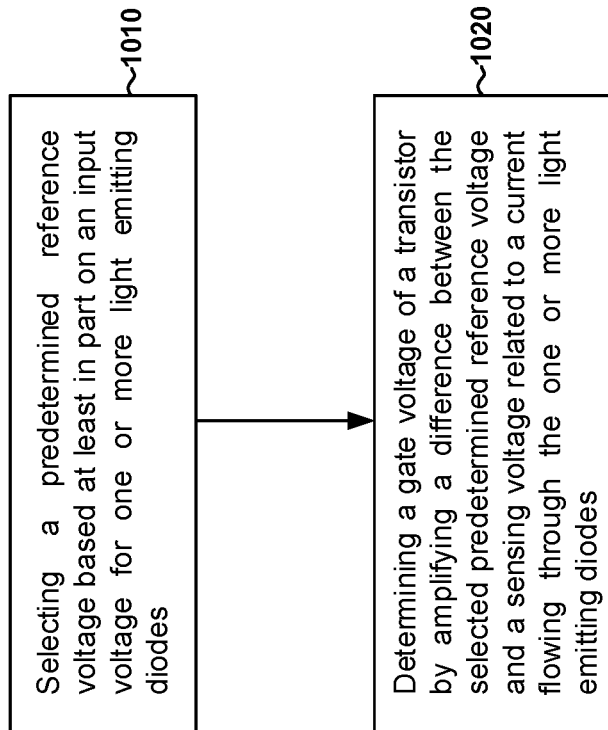 Selecting a predetermined reference
voltage based at least in part on an input
voltage for one or more light emitting
diodes
1010
Determining a gate voltage of a transistor
by amplifying a difference between the
selected predetermined reference voltage
and a sensing voltage related to a current
flowing through the one or more light
emitting diodes
1020